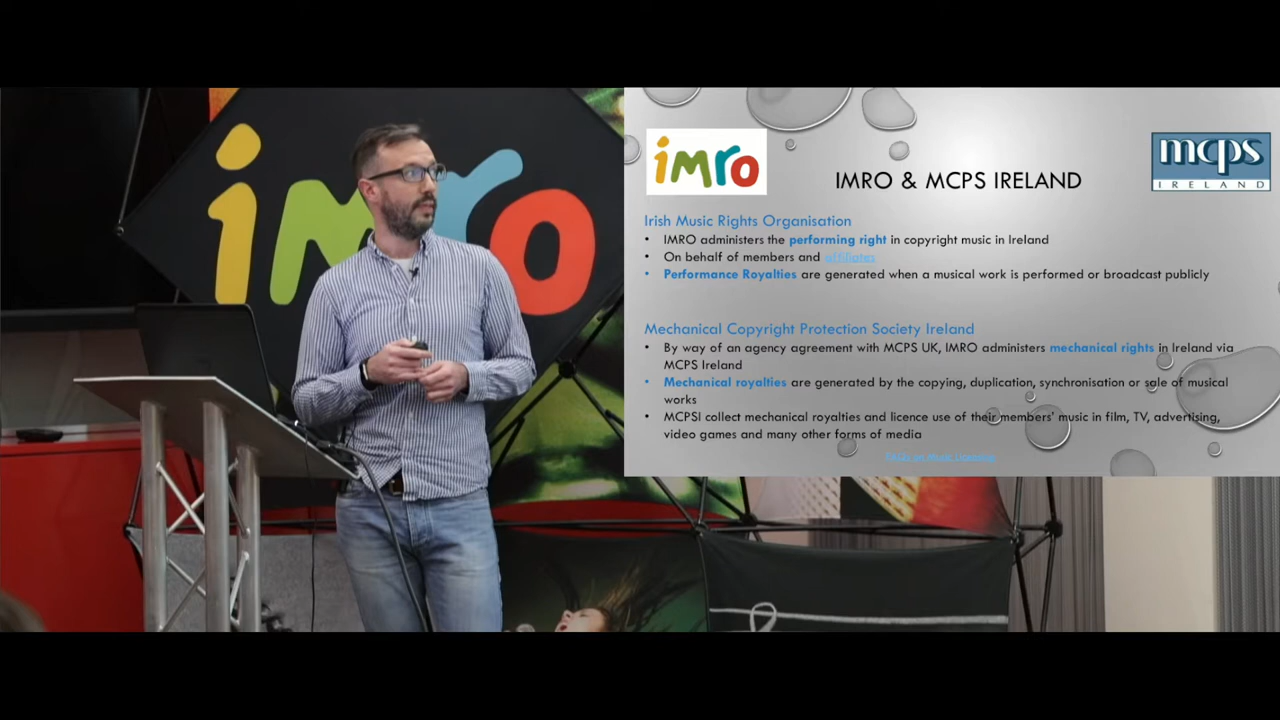 imro
imro
mcps
IRELAND
IMRO & MCPS IRELAND
Irish Music Rights Organisation
• IMRO administers the performing right in copyright music in Ireland
• On behalf of members and affiliates
• Performance Royalties are generated when a musical work is performed or broadcast publicly
Mechanical Copyright Protection Society Ireland
• By way of an agency agreement with MCPS UK, IMRO administers mechanical rights in Ireland via
MCPS Ireland
• Mechanical royalties are generated by the copying, duplication, synchronisation or sale of musical
works
• MCPSI collect mechanical royalties and licence use of their members' music in film, TV, advertising,
video games and many other forms of media